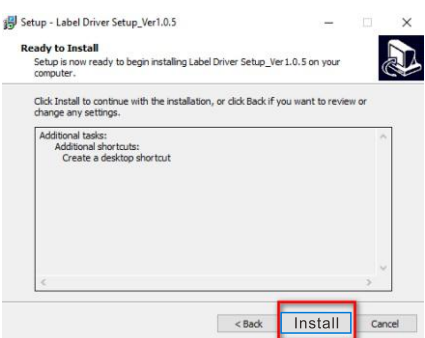 Setup - Label Driver Setup_Ver1.0.5
Ready to Install
Setup is now ready to begin installing Label Driver Setup_Ver1.0.5 on your
computer.
Click Install to continue with the installation, or click Back if you want to review or
change any settings.
Additional tasks:
Additional shortcuts:
Create a desktop shortcut
< Back Install Cancel